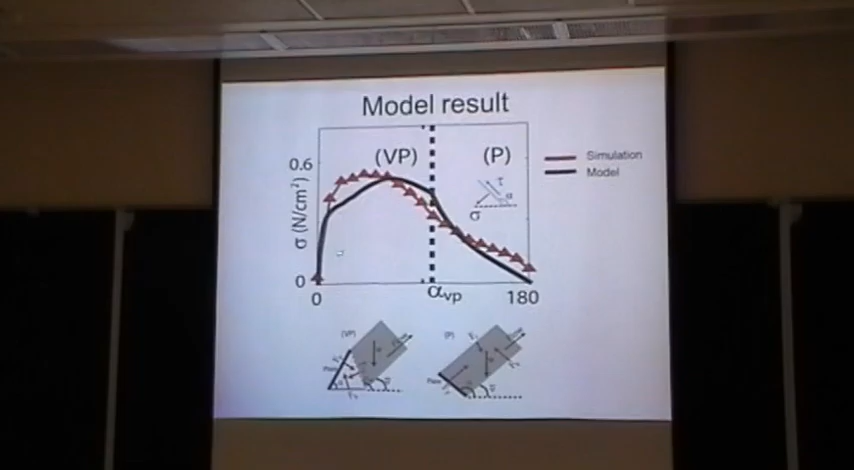 Model result
(VP)
(P)
0.6
σ (N/cm²)
0
0
α_vp
180
τ
α
σ
Simulation
Model
(VP)
(P)